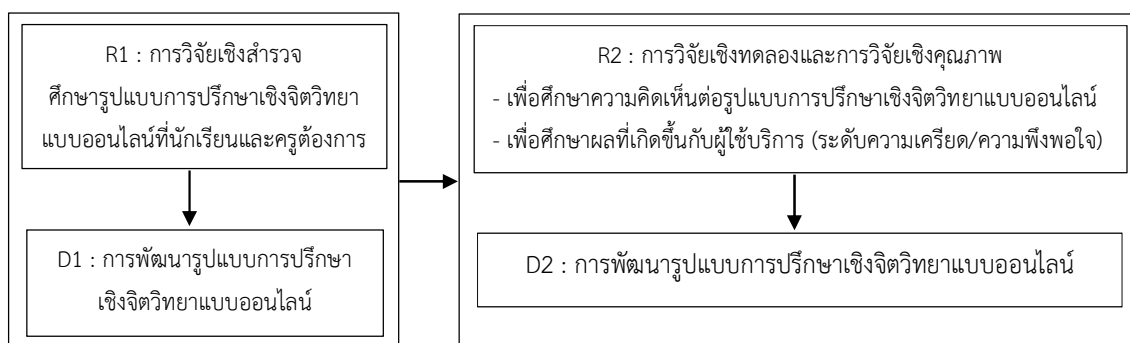 R1 : การวิจัยเชิงสำรวจ
ศึกษารูปแบบการปรึกษาเชิงจิตวิทยา
แบบออนไลน์ที่นักเรียนและครูต้องการ
D1 : การพัฒนารูปแบบการปรึกษา
เชิงจิตวิทยาแบบออนไลน์
R2 : การวิจัยเชิงทดลองและการวิจัยเชิงคุณภาพ
- เพื่อศึกษาความคิดเห็นต่อรูปแบบการปรึกษาเชิงจิตวิทยาแบบออนไลน์
- เพื่อศึกษาผลที่เกิดขึ้นกับผู้ใช้บริการ (ระดับความเครียด/ความพึงพอใจ)
D2 : การพัฒนารูปแบบการปรึกษาเชิงจิตวิทยาแบบออนไลน์